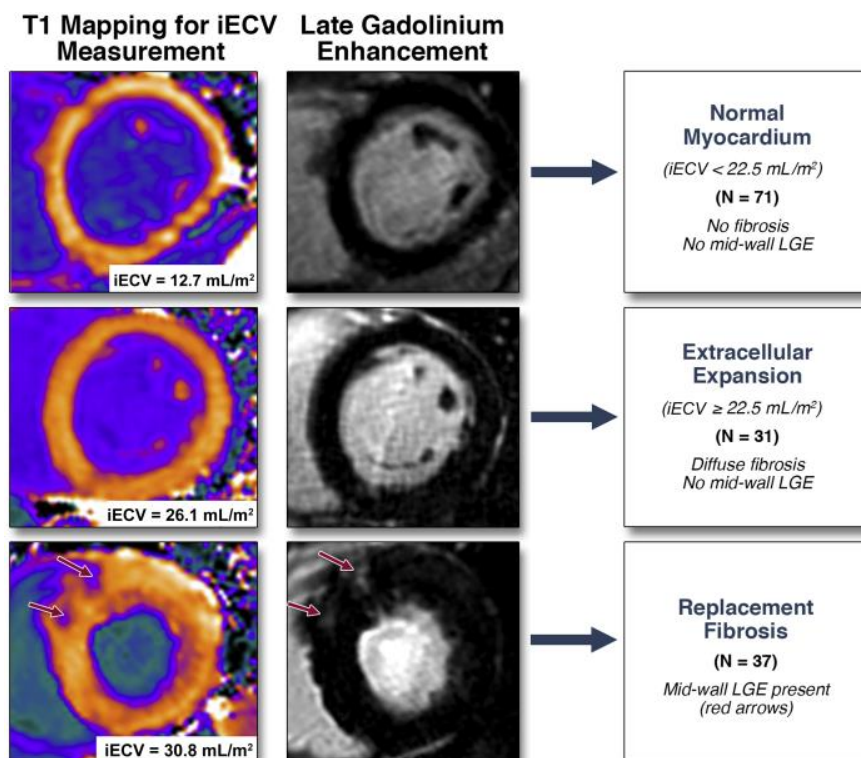 T1 Mapping for iECV
Measurement
Late Gadolinium
Enhancement
iECV = 12.7 mL/m²
Normal
Myocardium
(iECV < 22.5 mL/m²)
(N = 71)
No fibrosis
No mid-wall LGE
iECV = 26.1 mL/m²
Extracellular
Expansion
(iECV ≥ 22.5 mL/m²)
(N = 31)
Diffuse fibrosis
No mid-wall LGE
iECV = 30.8 mL/m²
Replacement
Fibrosis
(N = 37)
Mid-wall LGE present
(red arrows)